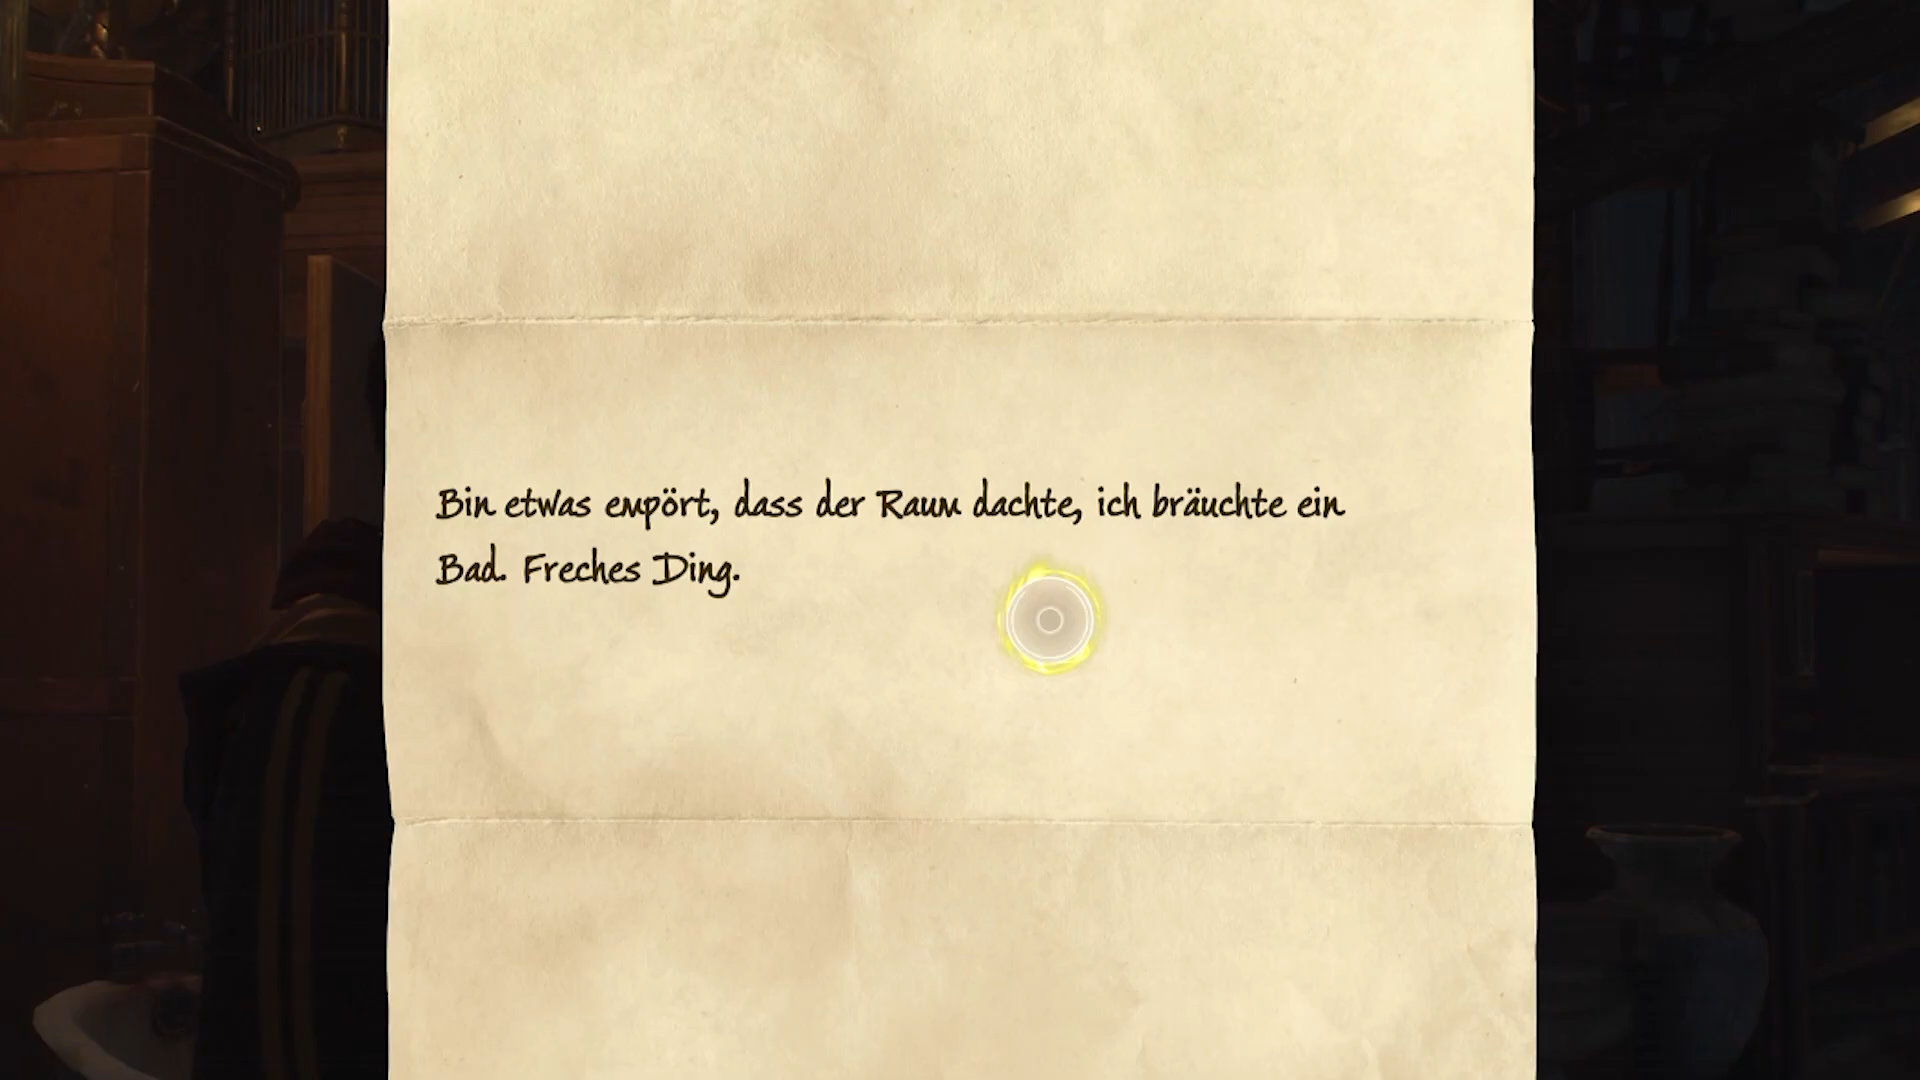 Bin etwas empört, dass der Raum dachte, ich bräuchte ein
Bad. Freches Ding.